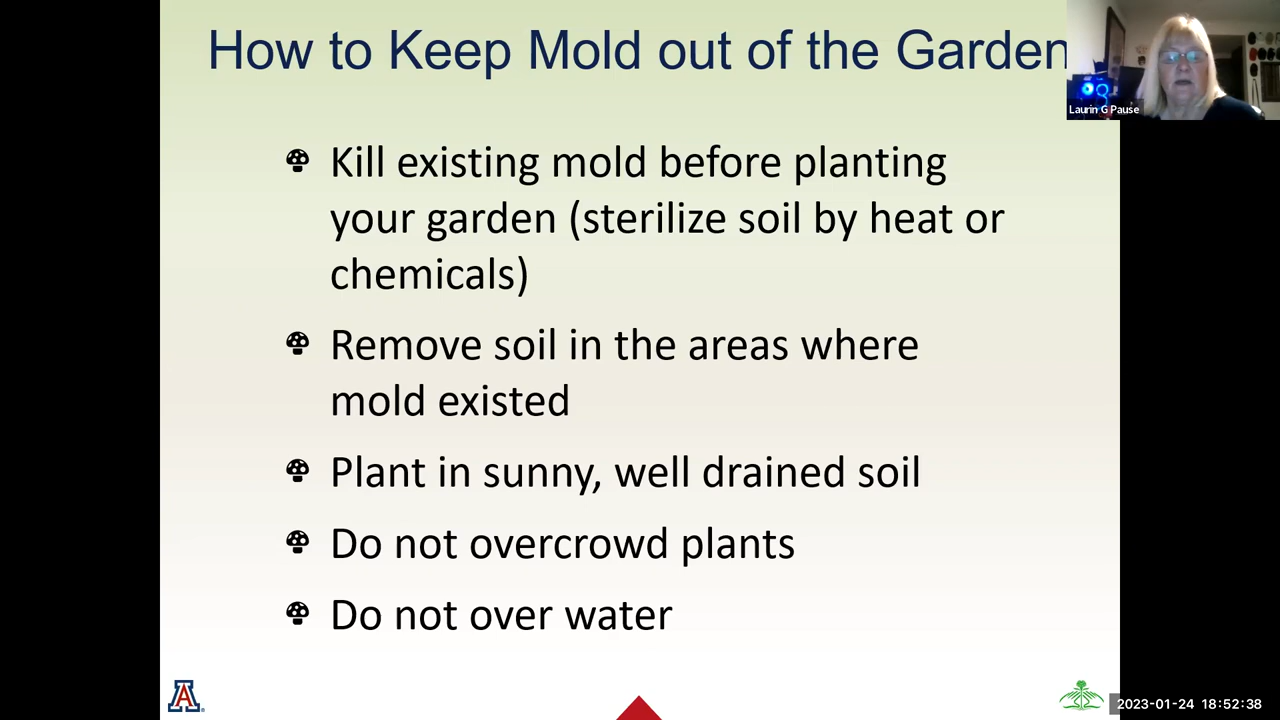 How to Keep Mold out of the Garden
Laurin G Pause
Kill existing mold before planting
your garden (sterilize soil by heat or
chemicals)
Remove soil in the areas where
mold existed
Plant in sunny, well drained soil
Do not overcrowd plants
Do not over water
A
2023-01-24 18:52:38